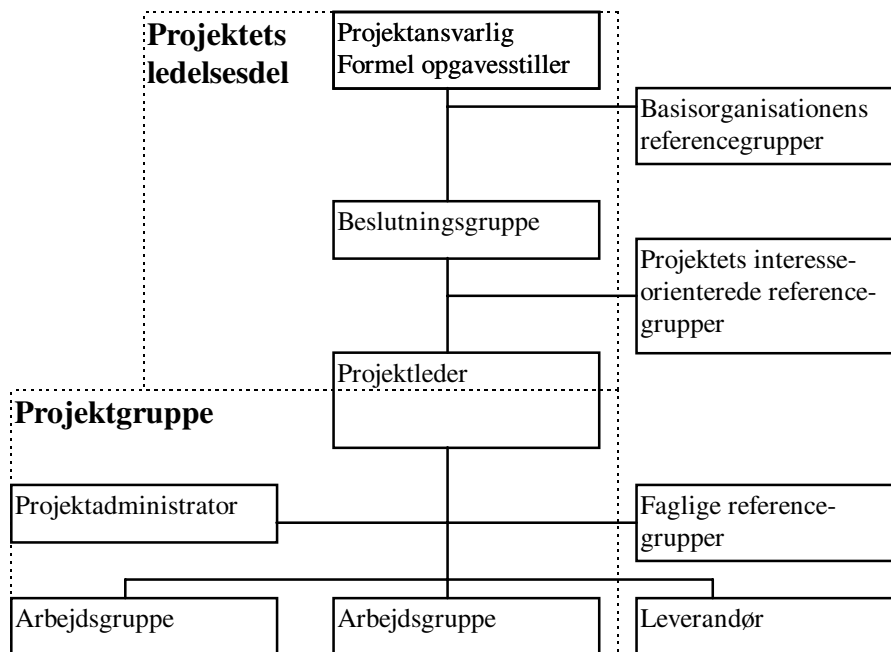 Projektets
ledelsesdel
Projektansvarlig
Formel opgavesstiller
Basisorganisationens
referencegrupper
Beslutningsgruppe
Projektets interesse-
orienterede reference-
grupper
Projektleder
Projektgruppe
Projektadministrator
Faglige reference-
grupper
Arbejdsgruppe
Arbejdsgruppe
Leverandør